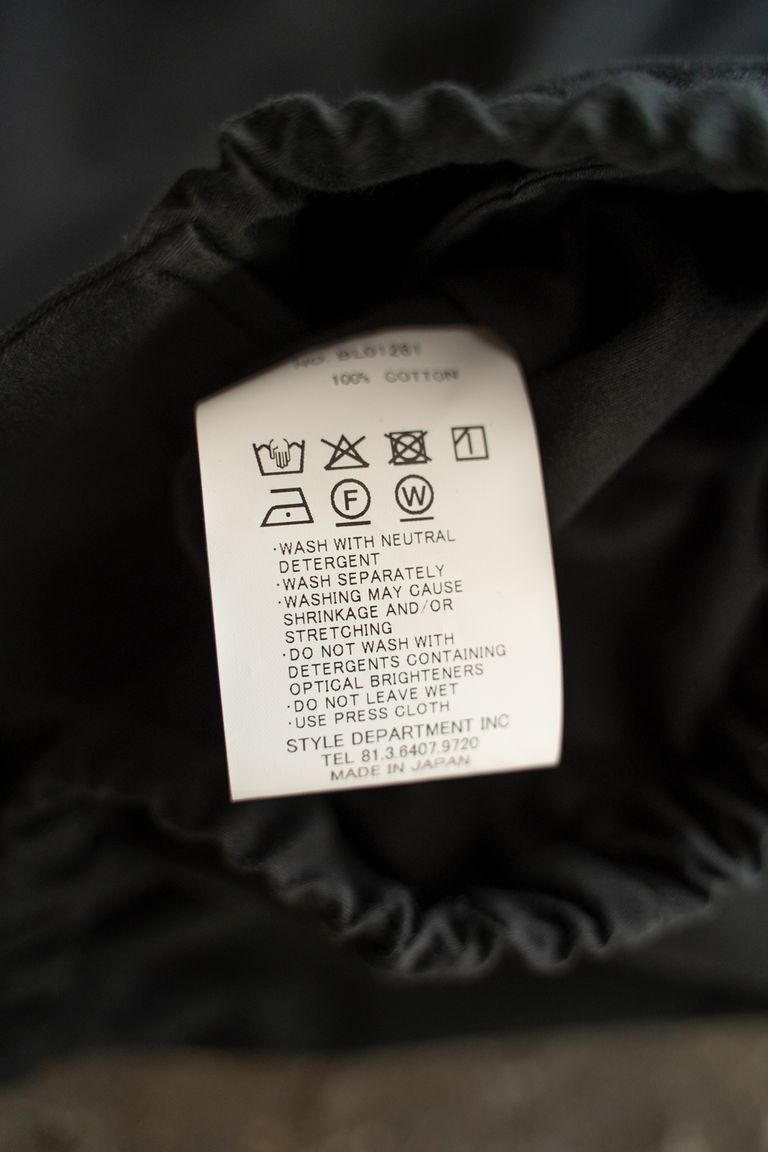 NO. BL01261
100% COTTON
F W
·WASH WITH NEUTRAL
DETERGENT
·WASH SEPARATELY
·WASHING MAY CAUSE
SHRINKAGE AND/OR
STRETCHING
·DO NOT WASH WITH
DETERGENTS CONTAINING
OPTICAL BRIGHTENERS
·DO NOT LEAVE WET
·USE PRESS CLOTH
STYLE DEPARTMENT INC
TEL 81.3.6407.9720
MADE IN JAPAN